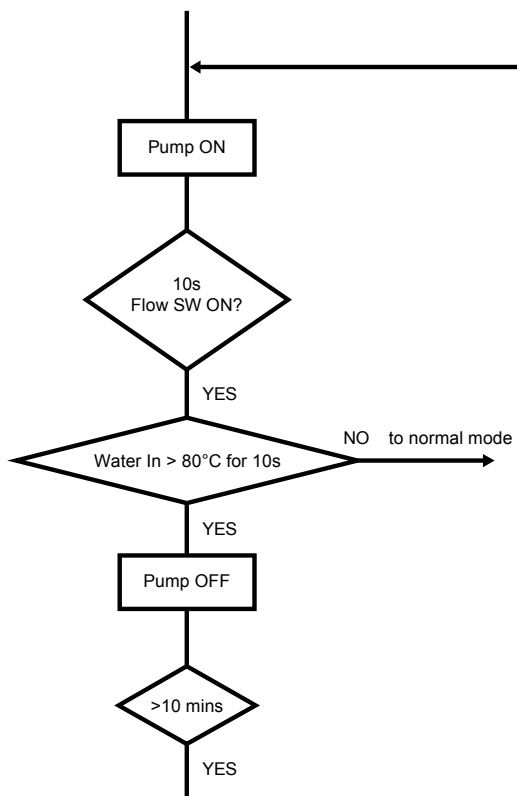 Pump ON
10s
Flow SW ON?
YES
Water In > 80°C for 10s
NO to normal mode
YES
Pump OFF
>10 mins
YES